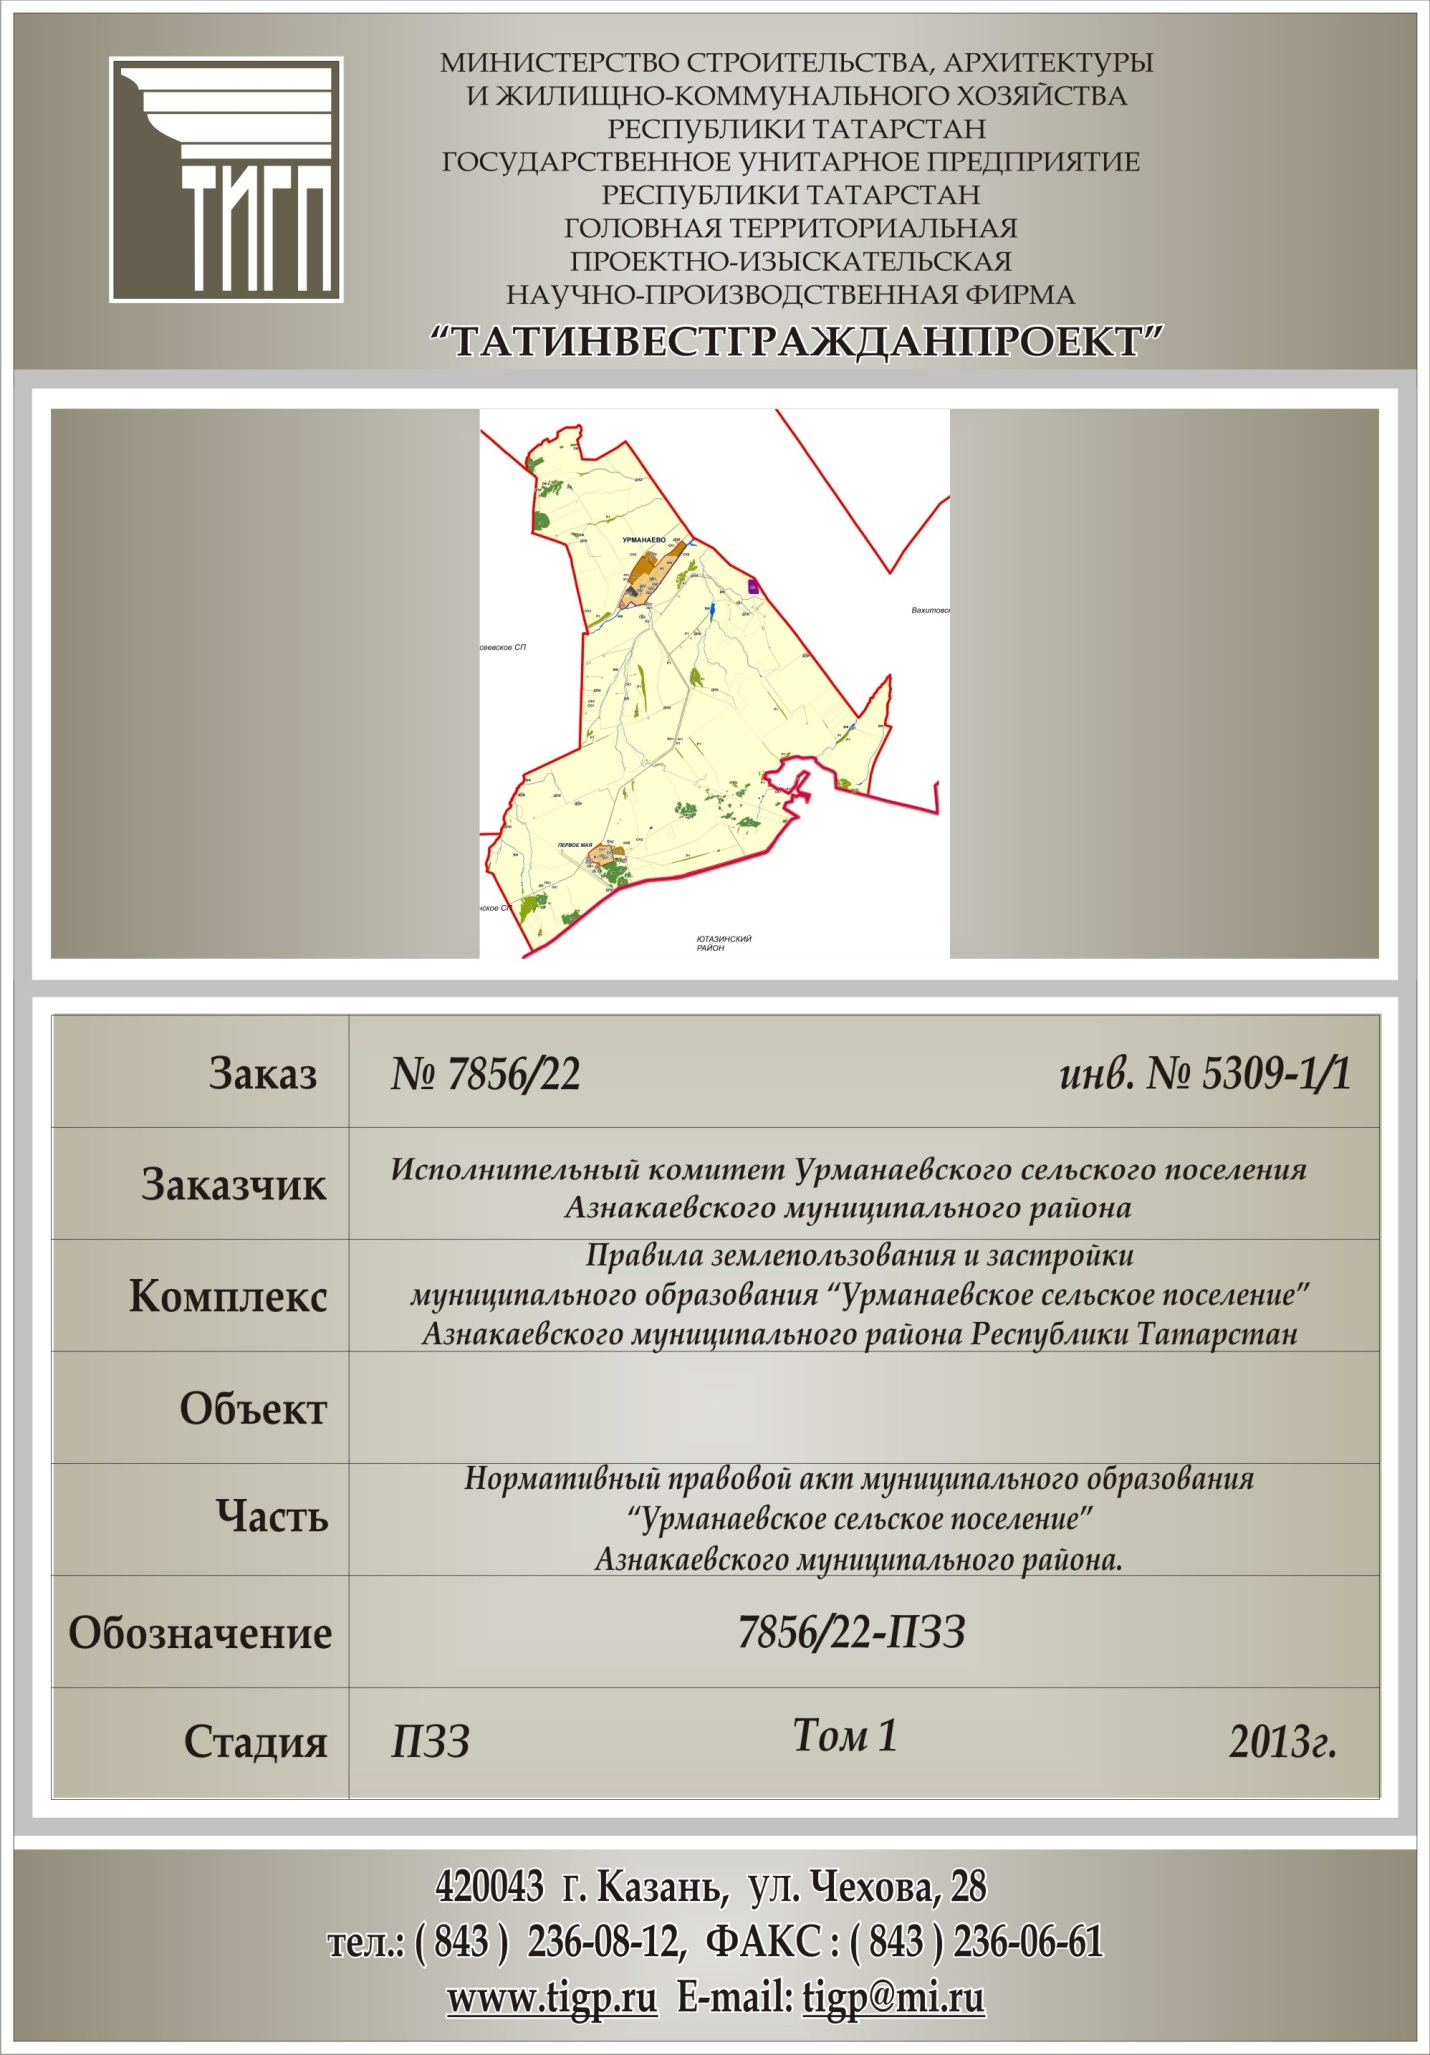 МИНИСТЕРСТВО СТРОИТЕЛЬСТВА, АРХИТЕКТУРЫ
И ЖИЛИЩНО-КОММУНАЛЬНОГО ХОЗЯЙСТВА
РЕСПУБЛИКИ ТАТАРСТАН
ГОСУДАРСТВЕННОЕ УНИТАРНОЕ ПРЕДПРИЯТИЕ
РЕСПУБЛИКИ ТАТАРСТАН
ГОЛОВНАЯ ТЕРРИТОРИАЛЬНАЯ
ПРОЕКТНО-ИЗЫСКАТЕЛЬСКАЯ
НАУЧНО-ПРОИЗВОДСТВЕННАЯ ФИРМА
“ТАТИНВЕСТГРАЖДАНПРОЕКТ”
ТИГП
УРМАНАЕВО
Вахитовс
сеевское СП
ПЕРВОЕ МАЯ
нское СП
ЮТАЗИНСКИЙ
РАЙОН
Заказ № 7856/22 инв. № 5309-1/1
Заказчик
Исполнительный комитет Урманаевского сельского поселения
Азнакаевского муниципального района
Комплекс
Правила землепользования и застройки
муниципального образования “Урманаевское сельское поселение”
Азнакаевского муниципального района Республики Татарстан
Объект
Часть
Нормативный правовой акт муниципального образования
“Урманаевское сельское поселение”
Азнакаевского муниципального района.
Обозначение 7856/22-ПЗЗ
Стадия ПЗЗ Том 1 2013г.
420043 г. Казань, ул. Чехова, 28
тел.: ( 843 ) 236-08-12, ФАКС : ( 843 ) 236-06-61
www.tigp.ru E-mail: tigp@mi.ru